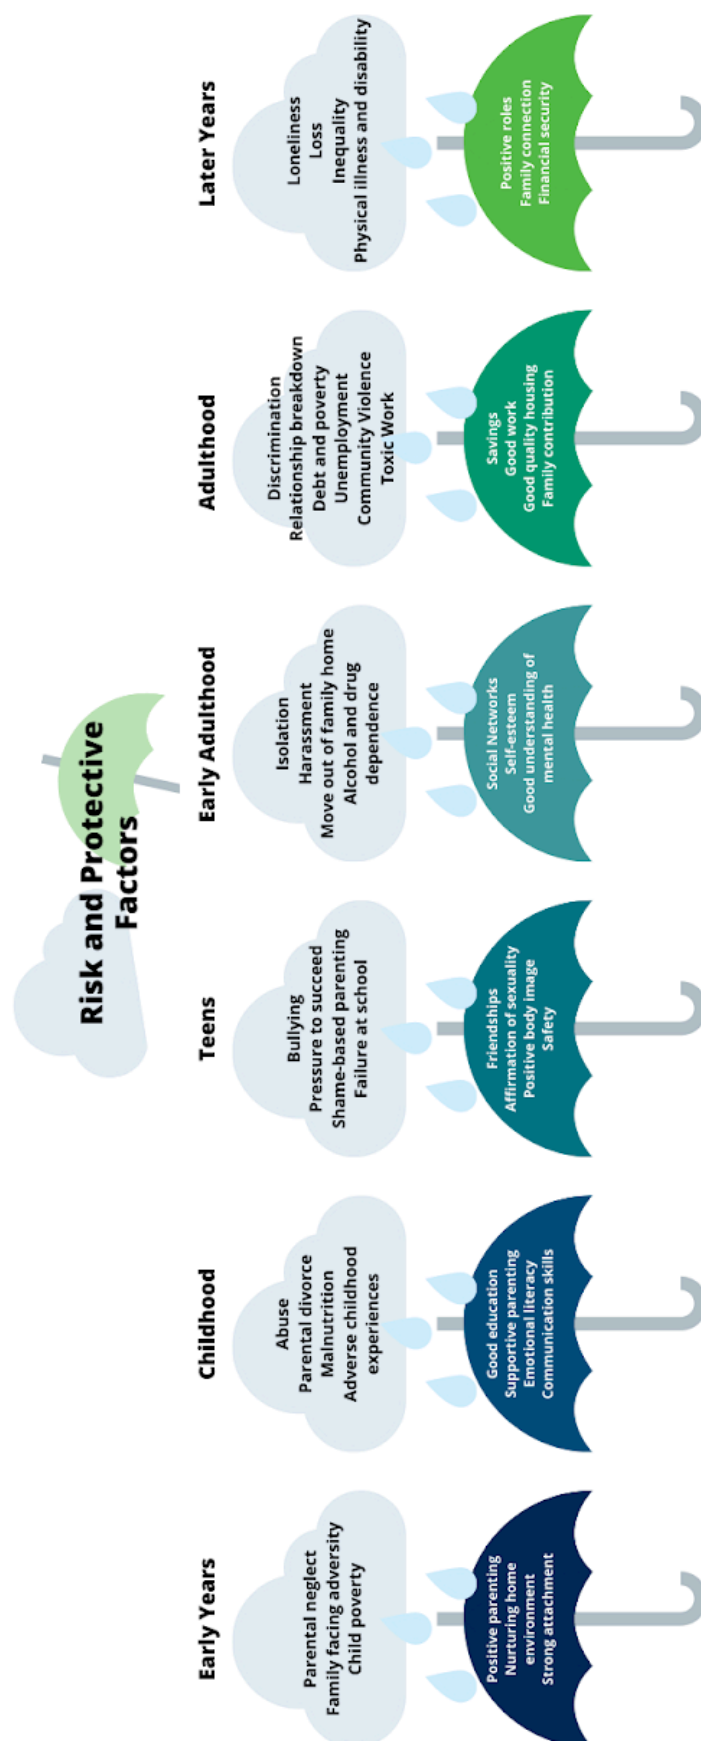 Risk and Protective
Factors
Early Years
Parental neglect
Family facing adversity
Child poverty
Positive parenting
Nurturing home
environment
Strong attachment
Childhood
Abuse
Parental divorce
Malnutrition
Adverse childhood
experiences
Good education
Supportive parenting
Emotional literacy
Communication skills
Teens
Bullying
Pressure to succeed
Shame-based parenting
Failure at school
Friendships
Affirmation of sexuality
Positive body image
Safety
Early Adulthood
Isolation
Harassment
Move out of family home
Alcohol and drug
dependence
Social Networks
Self-esteem
Good understanding of
mental health
Adulthood
Discrimination
Relationship breakdown
Debt and poverty
Unemployment
Community Violence
Toxic Work
Savings
Good work
Good quality housing
Family contribution
Later Years
Loneliness
Loss
Inequality
Physical illness and disability
Positive roles
Family connection
Financial security